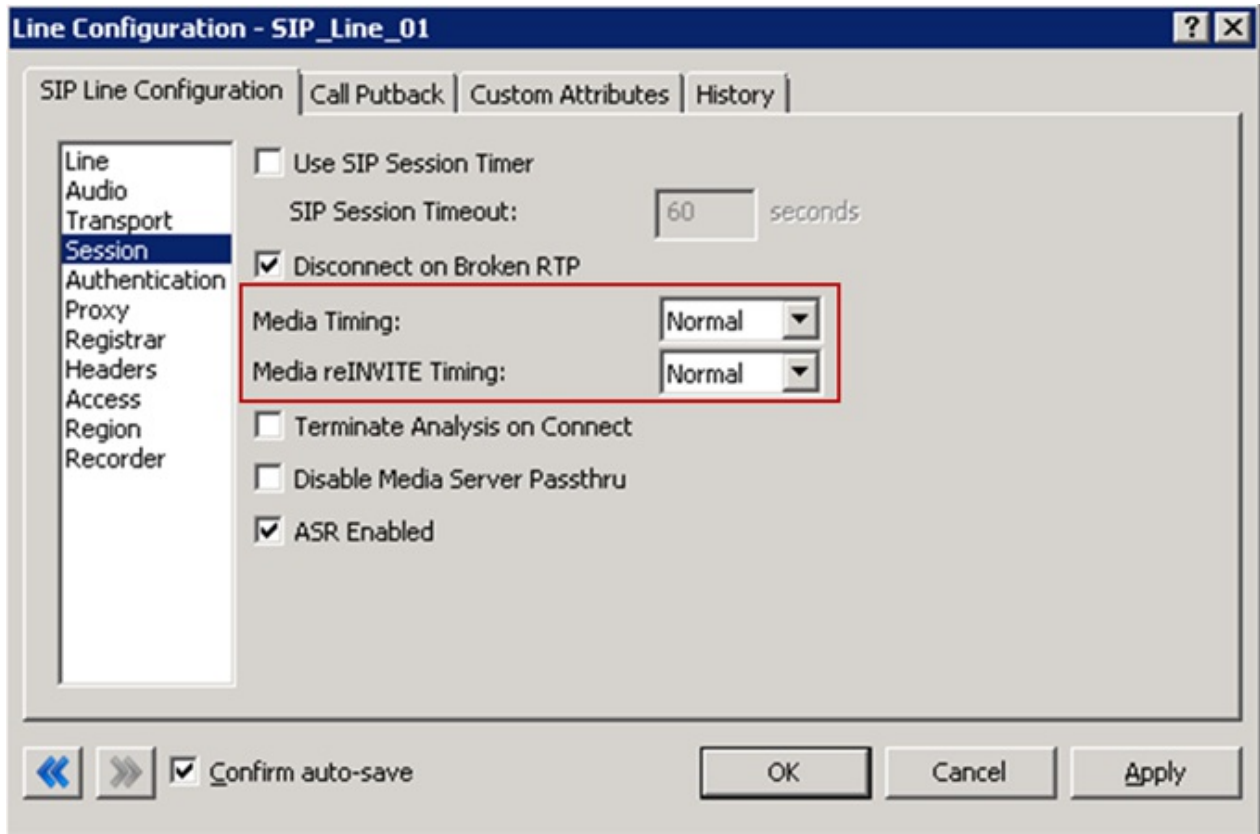 Line Configuration - SIP_Line_01
SIP Line Configuration
Call Putback
Custom Attributes
History
Line
Audio
Transport
Session
Authentication
Proxy
Registrar
Headers
Access
Region
Recorder
Use SIP Session Timer
SIP Session Timeout: 60 seconds
Disconnect on Broken RTP
Media Timing: Normal
Media reINVITE Timing: Normal
Terminate Analysis on Connect
Disable Media Server Passthru
ASR Enabled
Confirm auto-save
OK
Cancel
Apply